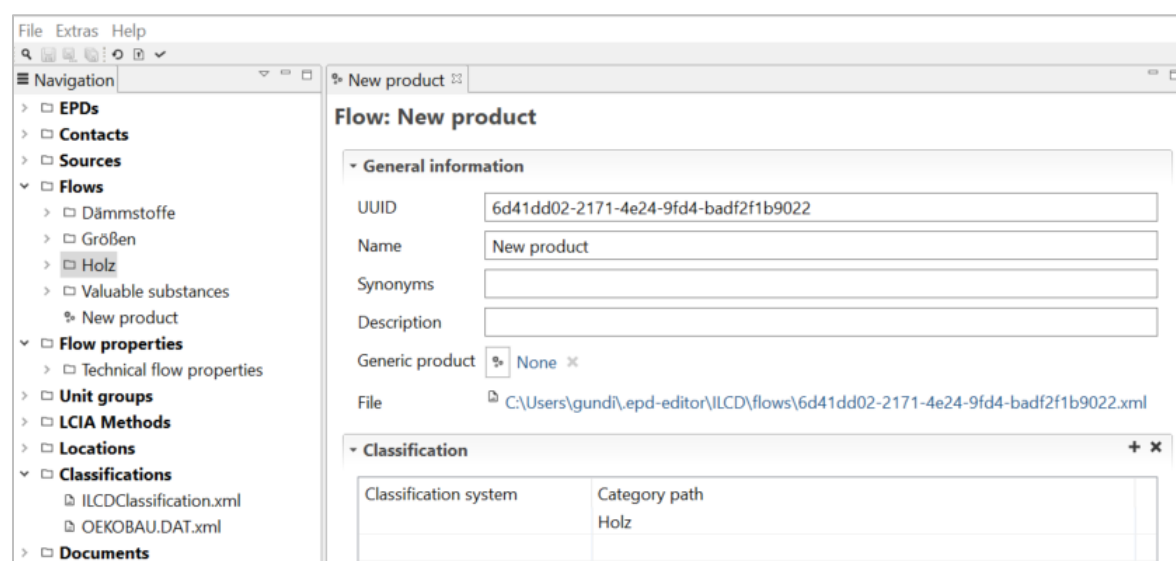 File Extras Help
Navigation
EPDs
Contacts
Sources
Flows
Dämmstoffe
Größen
Holz
Valuable substances
New product
Flow properties
Technical flow properties
Unit groups
LCIA Methods
Locations
Classifications
ILCDClassification.xml
OEKOBAU.DAT.xml
Documents
New product
Flow: New product
General information
UUID 6d41dd02-2171-4e24-9fd4-badf2f1b9022
Name New product
Synonyms
Description
Generic product None
File C:\Users\gundi\.epd-editor\ILCD\flows\6d41dd02-2171-4e24-9fd4-badf2f1b9022.xml
Classification
Classification system Category path
Holz